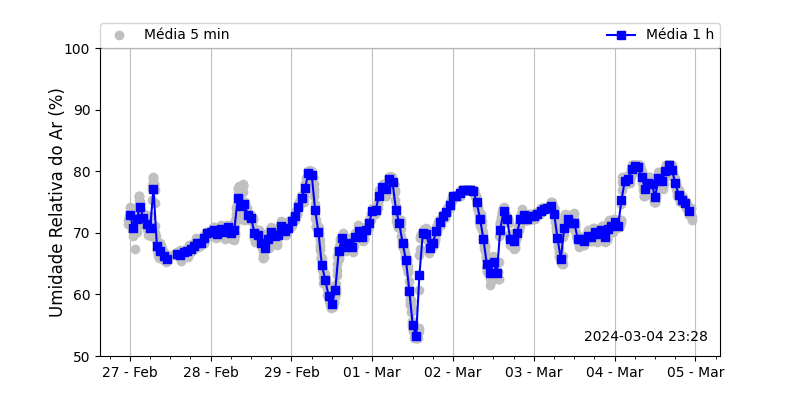 Média 5 min
Média 1 h
Umidade Relativa do Ar (%)
100
90
80
70
60
50
2024-03-04 23:28
27 - Feb
28 - Feb
29 - Feb
01 - Mar
02 - Mar
03 - Mar
04 - Mar
05 - Mar